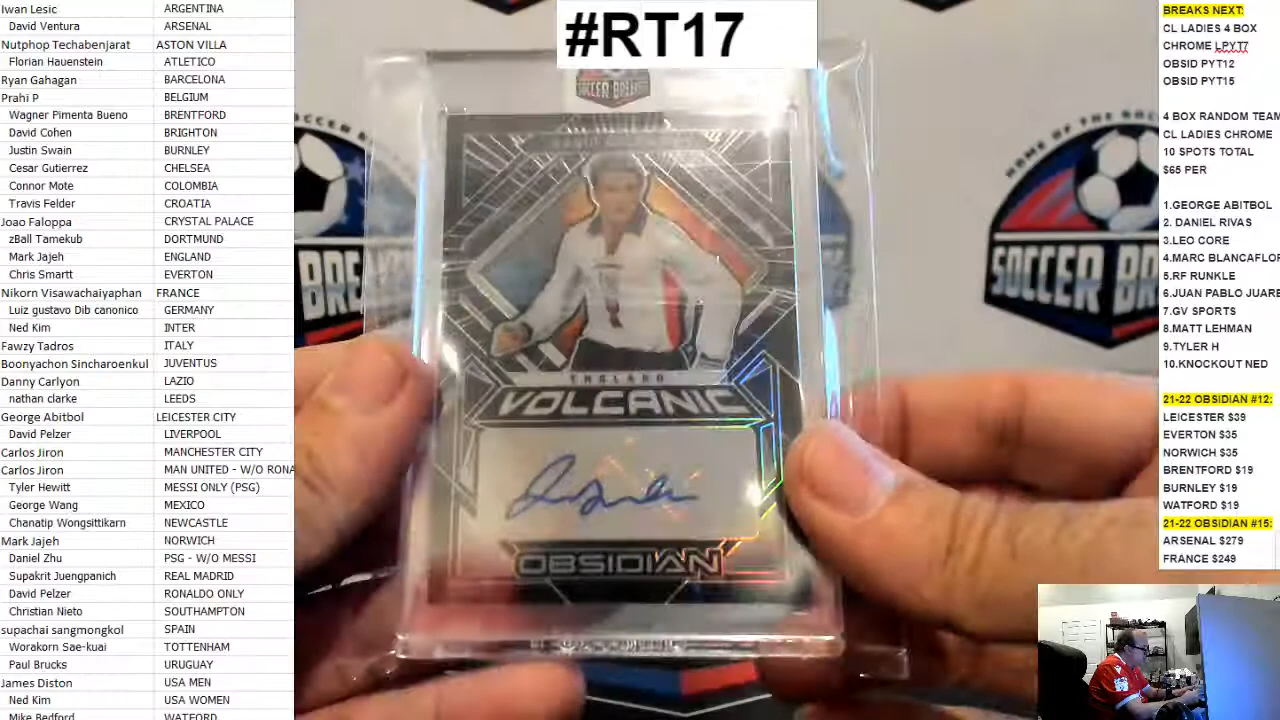 #RT17
Iwan Lesic ARGENTINA
David Ventura ARSENAL
Nutphop Techabenjarat ASTON VILLA
Florian Hauenstein ATLETICO
Ryan Gahagan BARCELONA
Prahi P BELGIUM
Wagner Pimenta Bueno BRENTFORD
David Cohen BRIGHTON
Justin Swain BURNLEY
Cesar Gutierrez CHELSEA
Connor Mote COLOMBIA
Travis Felder CROATIA
Joao Faloppa CRYSTAL PALACE
zBall Tamekub DORTMUND
Mark Jajeh ENGLAND
Chris Smartt EVERTON
Nikorn Visawachaiyaphan FRANCE
Luiz gustavo Dib canonico GERMANY
Ned Kim INTER
Fawzy Tadros ITALY
Boonyachon Sincharoenkul JUVENTUS
Danny Carlyon LAZIO
nathan clarke LEEDS
George Abitbol LEICESTER CITY
David Pelzer LIVERPOOL
Carlos Jiron MANCHESTER CITY
Carlos Jiron MAN UNITED - W/O RONA
Tyler Hewitt MESSI ONLY (PSG)
George Wang MEXICO
Chanatip Wongsittikarn NEWCASTLE
Mark Jajeh NORWICH
Daniel Zhu PSG - W/O MESSI
Supakrit Juengpanich REAL MADRID
David Pelzer RONALDO ONLY
Christian Nieto SOUTHAMPTON
supachai sangmongkol SPAIN
Worakorn Sae-kuai TOTTENHAM
Paul Brucks URUGUAY
James Diston USA MEN
Ned Kim USA WOMEN
Mike Bedford WATFORD
SOCCER BREAKS
ENGLAND
VOLCANIC
OBSIDIAN
HOME OF THE
SOCCER BR
BREAKS NEXT:
CL LADIES 4 BOX
CHROME LPYT7
OBSID PYT12
OBSID PYT15
4 BOX RANDOM TEAM
CL LADIES CHROME
10 SPOTS TOTAL
$65 PER
1.GEORGE ABITBOL
2. DANIEL RIVAS
3.LEO CORE
4.MARC BLANCAFLOR
5.RF RUNKLE
6.JUAN PABLO JUARE
7.GV SPORTS
8.MATT LEHMAN
9.TYLER H
10.KNOCKOUT NED
21-22 OBSIDIAN #12:
LEICESTER $39
EVERTON $35
NORWICH $35
BRENTFORD $19
BURNLEY $19
WATFORD $19
21-22 OBSIDIAN #15:
ARSENAL $279
FRANCE $249